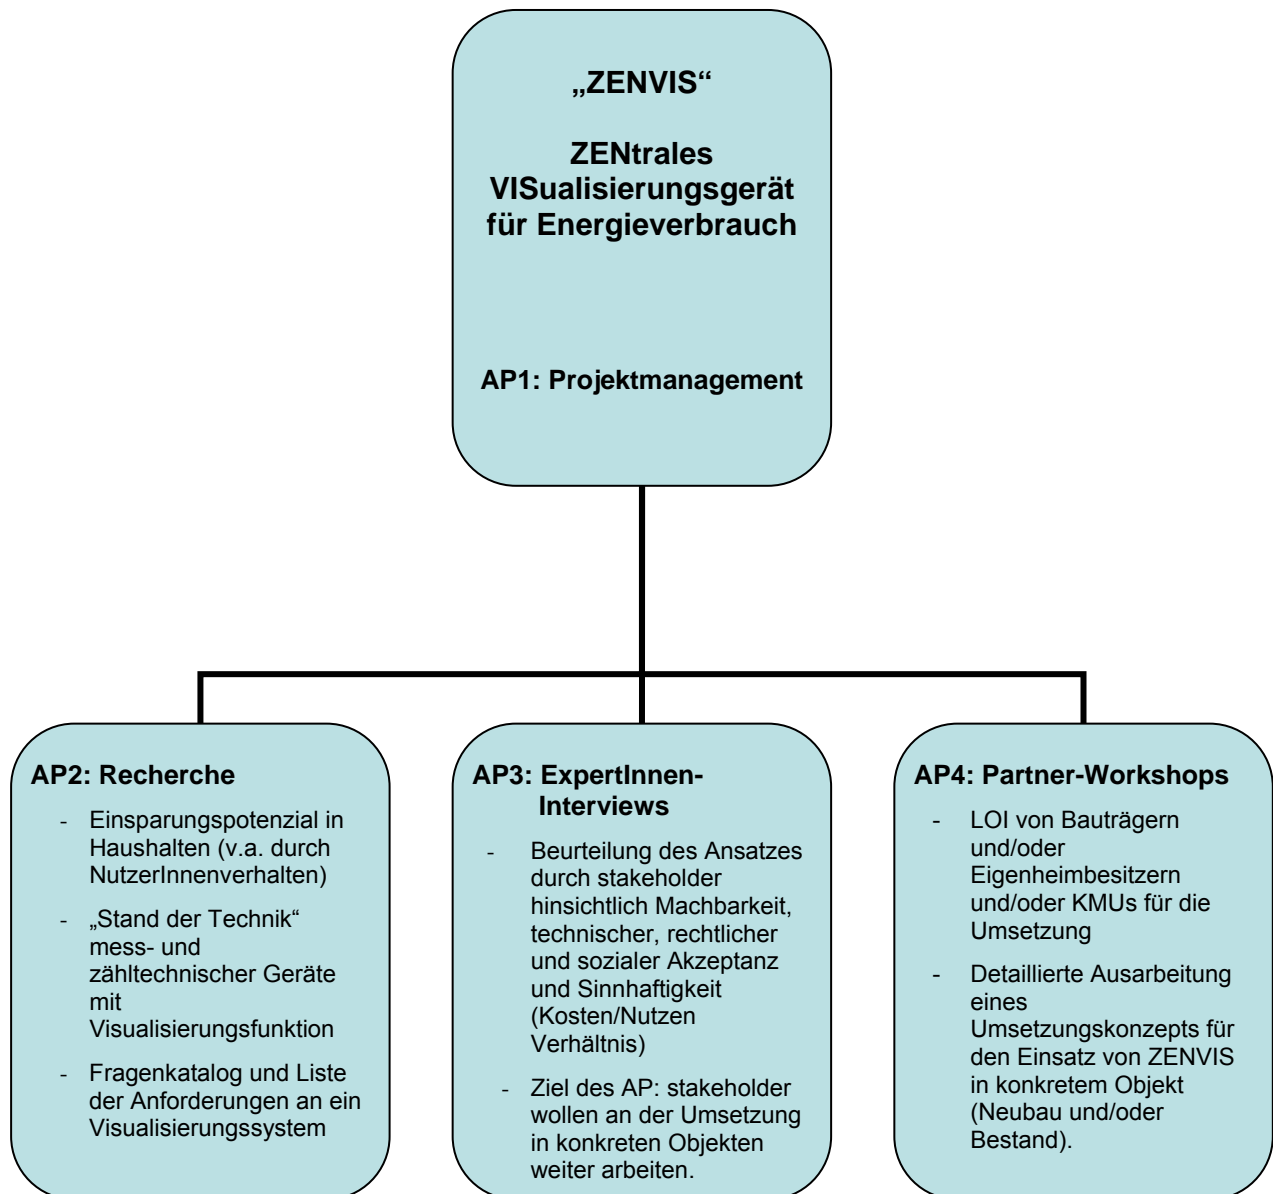 „ZENVIS“
ZENtrales
VISualisierungsgerät
für Energieverbrauch
AP1: Projektmanagement
AP2: Recherche
- Einsparungspotenzial in
Haushalten (v.a. durch
NutzerInnenverhalten)
- „Stand der Technik“
mess- und
zähltechnischer Geräte
mit
Visualisierungsfunktion
- Fragenkatalog und Liste
der Anforderungen an ein
Visualisierungssystem
AP3: ExpertInnen-
Interviews
- Beurteilung des Ansatzes
durch stakeholder
hinsichtlich Machbarkeit,
technischer, rechtlicher
und sozialer Akzeptanz
und Sinnhaftigkeit
(Kosten/Nutzen
Verhältnis)
- Ziel des AP: stakeholder
wollen an der Umsetzung
in konkreten Objekten
weiter arbeiten.
AP4: Partner-Workshops
- LOI von Bauträgern
und/oder
Eigenheimbesitzern
und/oder KMUs für die
Umsetzung
- Detaillierte Ausarbeitung
eines
Umsetzungskonzepts für
den Einsatz von ZENVIS
in konkretem Objekt
(Neubau und/oder
Bestand).